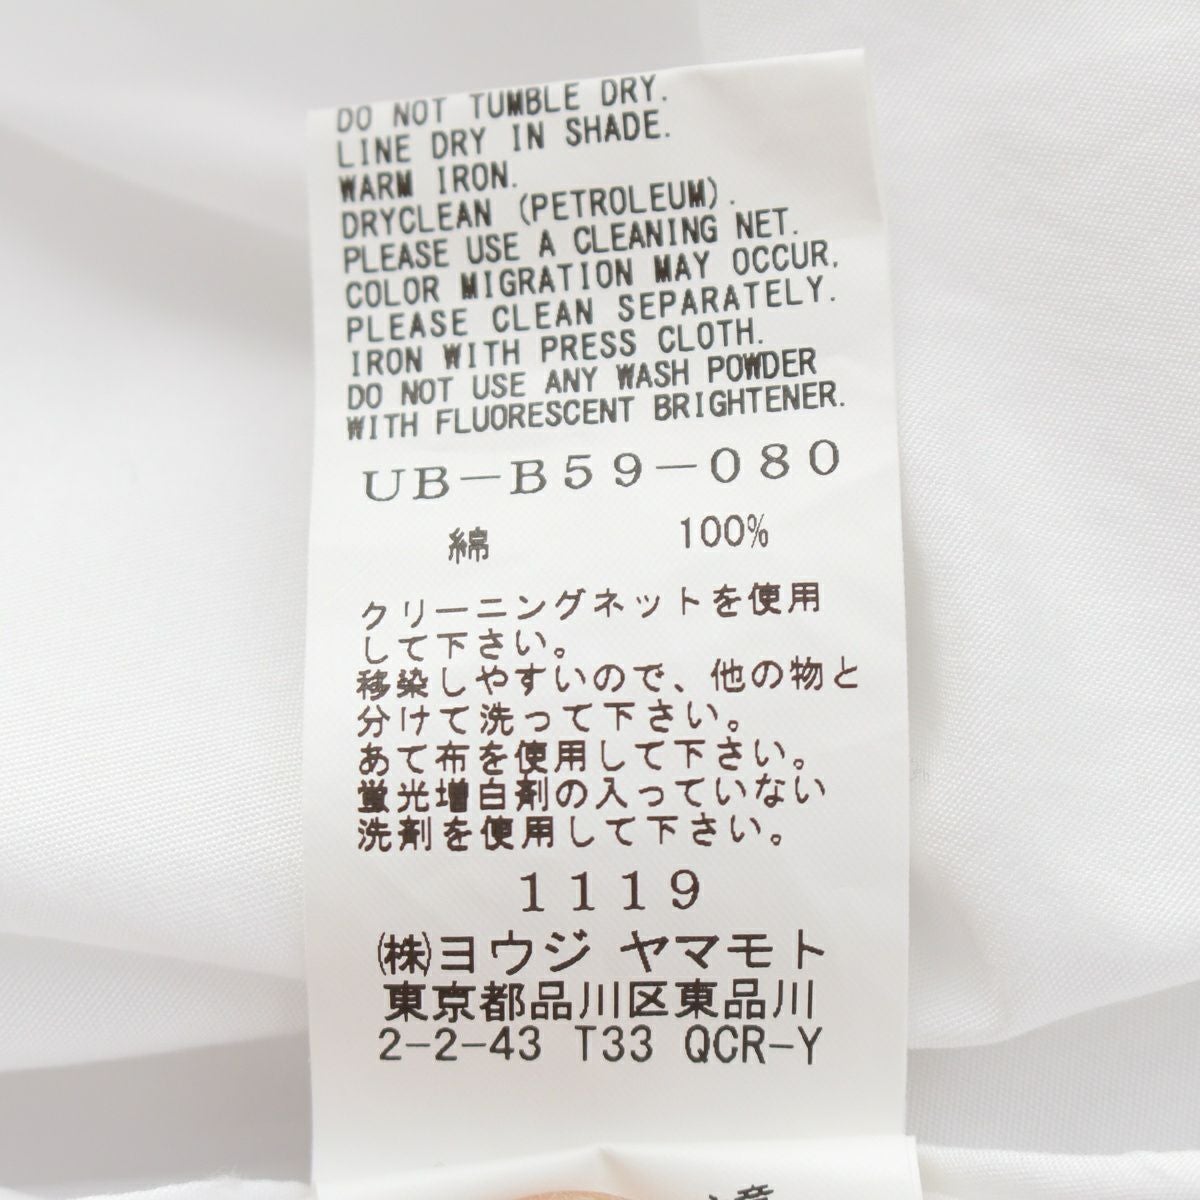 DO NOT TUMBLE DRY.
LINE DRY IN SHADE.
WARM IRON.
DRYCLEAN (PETROLEUM).
PLEASE USE A CLEANING NET.
COLOR MIGRATION MAY OCCUR,
PLEASE CLEAN SEPARATELY.
IRON WITH PRESS CLOTH.
DO NOT USE ANY WASH POWDER
WITH FLUORESCENT BRIGHTENER.
UB-B59-080
綿 100%
クリーニングネットを使用
して下さい。
移染しやすいので、他の物と
分けて洗って下さい。
あて布を使用して下さい。
蛍光増白剤の入っていない
洗剤を使用して下さい。
1119
(株)ヨウジ ヤマモト
東京都品川区東品川
2-2-43 T33 QCR-Y